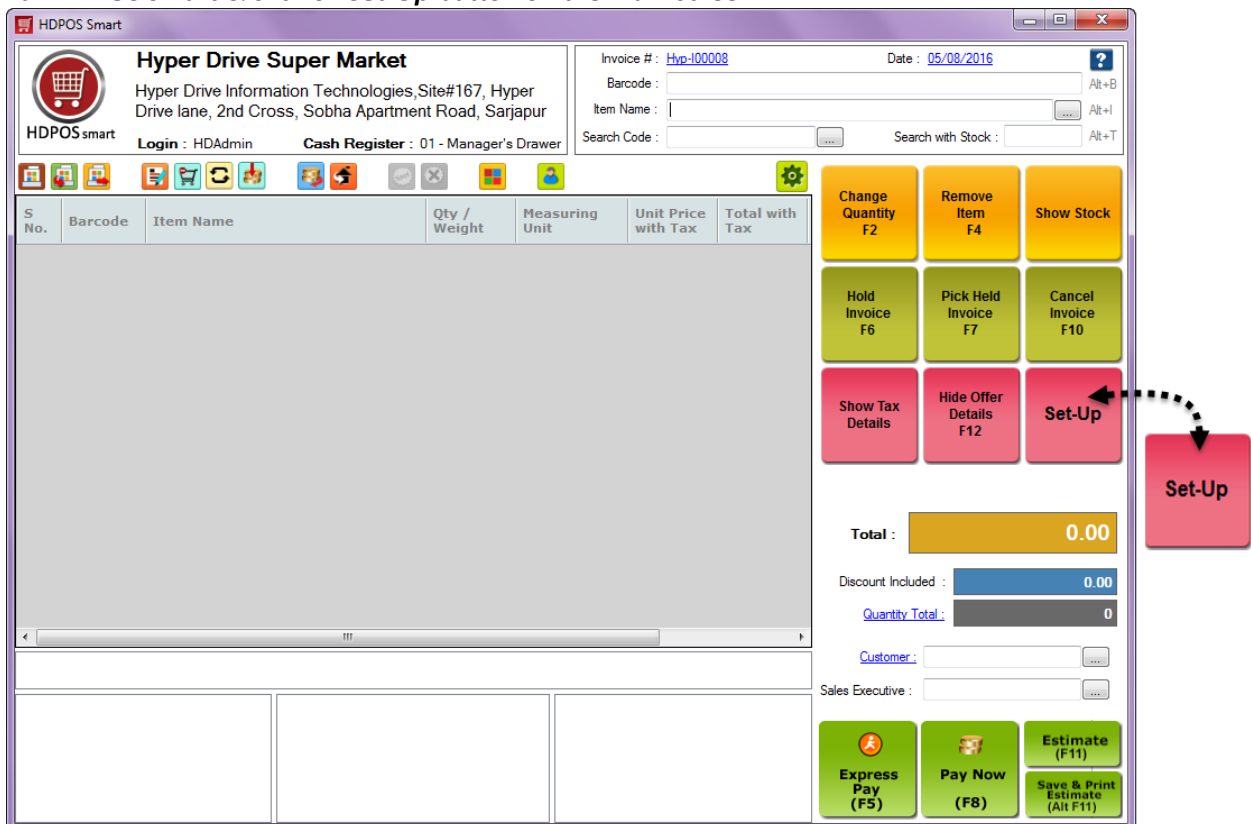 HDPOS Smart
Hyper Drive Super Market
Hyper Drive Information Technologies,Site#167, Hyper
Drive lane, 2nd Cross, Sobha Apartment Road, Sarjapur
HDPOS smart
Login : HDAdmin Cash Register : 01 - Manager's Drawer
Invoice # : Hyp-I00008 Date : 05/08/2016 ?
Barcode : Alt+B
Item Name : ... Alt+I
Search Code : ... Search with Stock : Alt+T
S No. Barcode Item Name Qty / Weight Measuring Unit Unit Price with Tax Total with Tax
Change Quantity F2
Remove Item F4
Show Stock
Hold Invoice F6
Pick Held Invoice F7
Cancel Invoice F10
Show Tax Details
Hide Offer Details F12
Set-Up
Set-Up
Total : 0.00
Discount Included : 0.00
Quantity Total : 0
Customer : ...
Sales Executive : ...
Express Pay (F5)
Pay Now (F8)
Estimate (F11)
Save & Print Estimate (Alt F11)